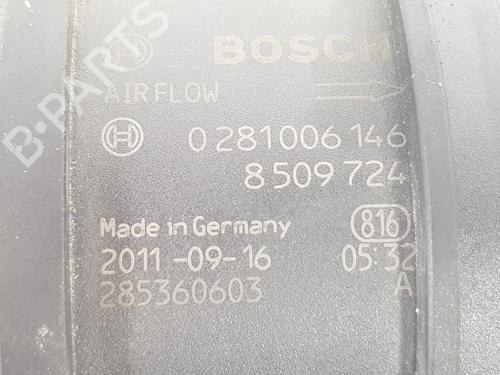 BOSCH
AIR FLOW
0 281 006 146
8 509 724
Made in Germany 816
2011-09-16 05:32
285360603 A
B-PARTS